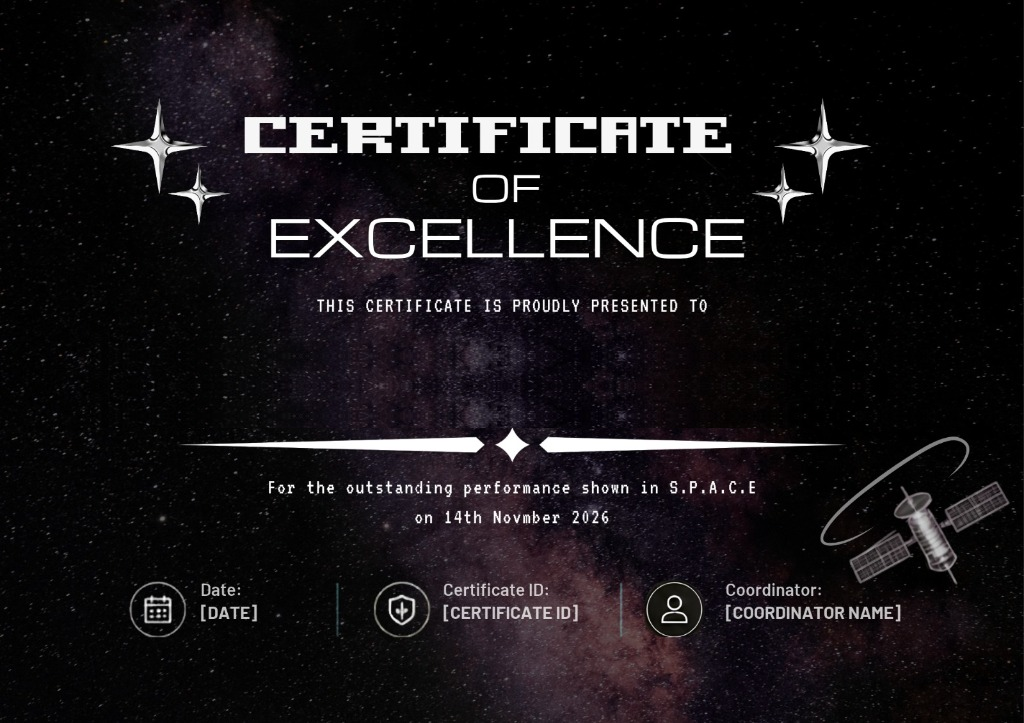 CERTIFICATE
OF
EXCELLENCE
THIS CERTIFICATE IS PROUDLY PRESENTED TO
For the outstanding performance shown in S.P.A.C.E
on 14th Novmber 2026
Date:
[DATE]
Certificate ID:
[CERTIFICATE ID]
Coordinator:
[COORDINATOR NAME]